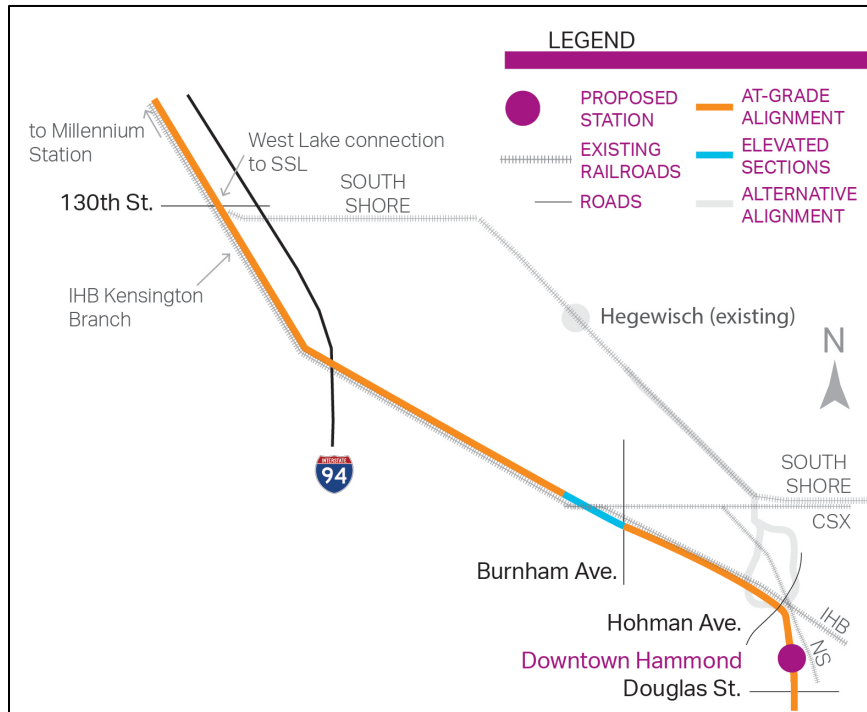 LEGEND
PROPOSED
STATION
AT-GRADE
ALIGNMENT
EXISTING
RAILROADS
ELEVATED
SECTIONS
ROADS
ALTERNATIVE
ALIGNMENT
to Millennium
Station
West Lake connection
to SSL
130th St.
SOUTH
SHORE
IHB Kensington
Branch
Hegewisch (existing)
N
INTERSTATE
94
SOUTH
SHORE
CSX
Burnham Ave.
Hohman Ave.
IHB
NS
Downtown Hammond
Douglas St.